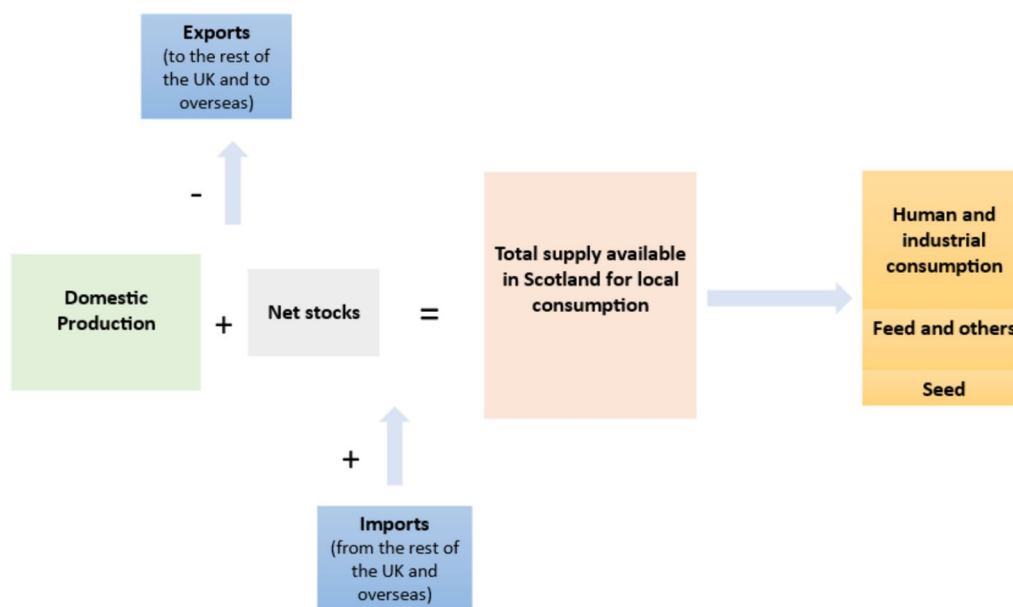 Exports
(to the rest of
the UK and to
overseas)
-
Domestic
Production
+
Net stocks
=
Total supply available
in Scotland for local
consumption
Human and
industrial
consumption
Feed and others
Seed
+
Imports
(from the rest of
the UK and
overseas)